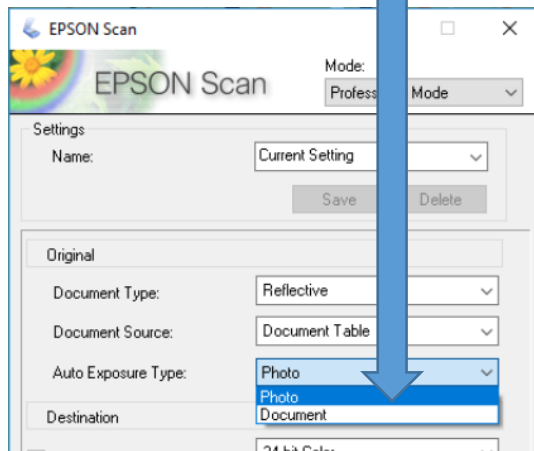 EPSON Scan
EPSON Scan
Mode:
Mode
Settings
Name:
Current Setting
Save
Delete
Original
Document Type:
Reflective
Document Source:
Document Table
Auto Exposure Type:
Photo
Photo
Document
Destination